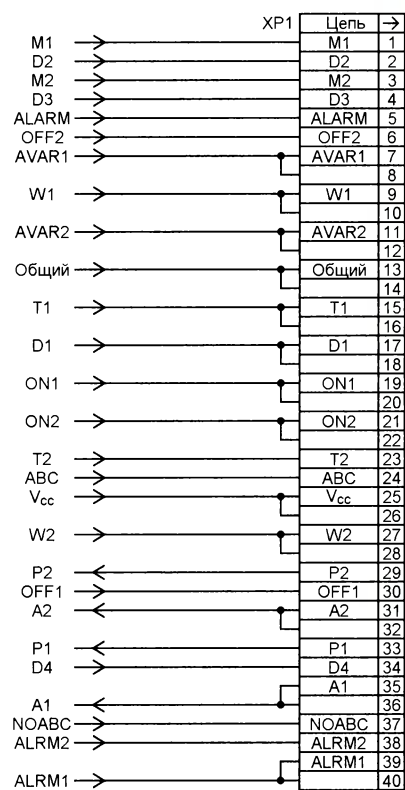 XP1 Цепь →
M1 M1 1
D2 D2 2
M2 M2 3
D3 D3 4
ALARM ALARM 5
OFF2 OFF2 6
AVAR1 AVAR1 7
8
W1 W1 9
10
AVAR2 AVAR2 11
12
Общий Общий 13
14
T1 T1 15
16
D1 D1 17
18
ON1 ON1 19
20
ON2 ON2 21
22
T2 T2 23
ABC ABC 24
Vcc Vcc 25
26
W2 W2 27
28
P2 P2 29
OFF1 OFF1 30
A2 A2 31
32
P1 P1 33
D4 D4 34
A1 35
A1 36
NOABC NOABC 37
ALRM2 ALRM2 38
ALRM1 39
ALRM1 40